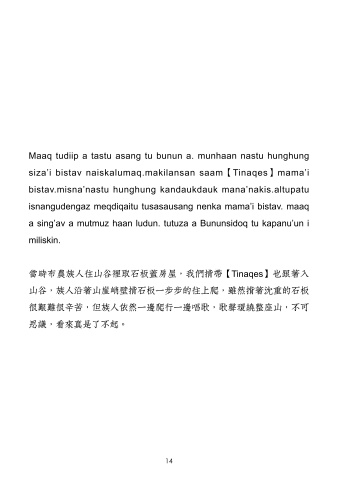 Maaq tudiip a tastu asang tu bunun a. munhaan nastu hunghung
siza'i bistav naiskalumaq.makilansan saam【Tinaqes】mama'i
bistav.misna'nastu hunghung kandaukdauk mana'nakis.altupatu
isnangudengaz meqdiqaitu tusasausang nenka mama'i bistav. maaq
a sing'av a mutmuz haan ludun. tutuza a Bununsidoq tu kapanu'un i
miliskin.
當時布農族人往山谷裡取石板蓋房屋，我們揹帶【Tinaqes】也跟著入
山谷，族人沿著山崖峭壁揹石板一步步的往上爬，雖然揹著沈重的石板
很艱難很辛苦，但族人依然一邊爬行一邊唱歌，歌聲環繞整座山，不可
思議，看來真是了不起。
14